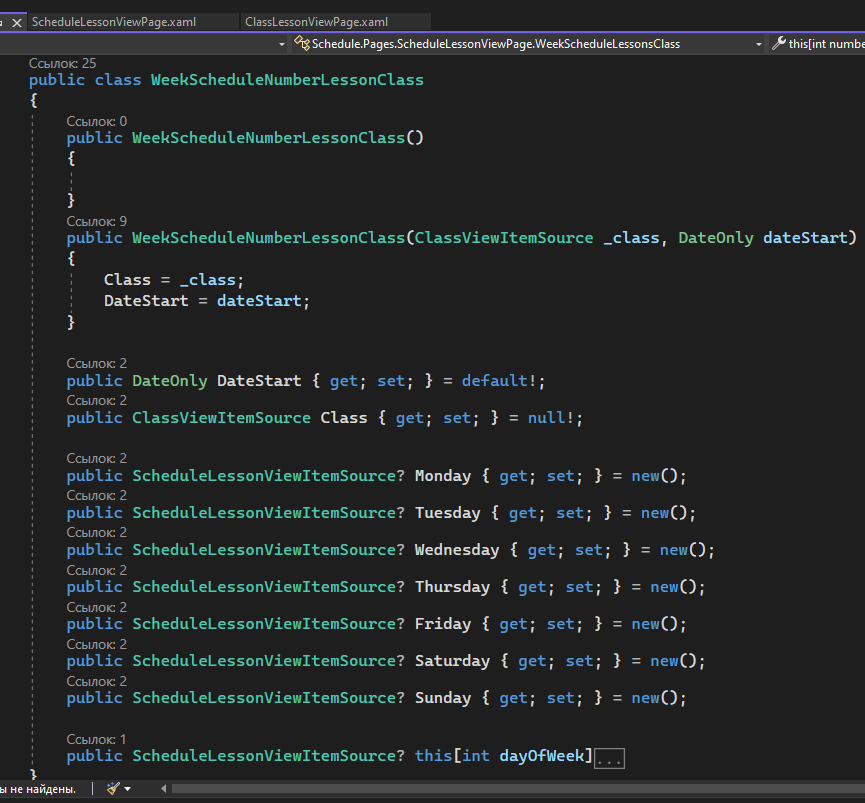 ScheduleLessonViewPage.xaml ClassLessonViewPage.xaml
Schedule.Pages.ScheduleLessonViewPage.WeekScheduleLessonsClass this[int numbe
Ссылок: 25
public class WeekScheduleNumberLessonClass
{
Ссылок: 0
public WeekScheduleNumberLessonClass()
{
}
Ссылок: 9
public WeekScheduleNumberLessonClass(ClassViewItemSource _class, DateOnly dateStart)
{
Class = _class;
DateStart = dateStart;
}
Ссылок: 2
public DateOnly DateStart { get; set; } = default!;
Ссылок: 2
public ClassViewItemSource Class { get; set; } = null!;
Ссылок: 2
public ScheduleLessonViewItemSource? Monday { get; set; } = new();
Ссылок: 2
public ScheduleLessonViewItemSource? Tuesday { get; set; } = new();
Ссылок: 2
public ScheduleLessonViewItemSource? Wednesday { get; set; } = new();
Ссылок: 2
public ScheduleLessonViewItemSource? Thursday { get; set; } = new();
Ссылок: 2
public ScheduleLessonViewItemSource? Friday { get; set; } = new();
Ссылок: 2
public ScheduleLessonViewItemSource? Saturday { get; set; } = new();
Ссылок: 2
public ScheduleLessonViewItemSource? Sunday { get; set; } = new();
Ссылок: 1
public ScheduleLessonViewItemSource? this[int dayOfWeek]...
}
ы не найдены.